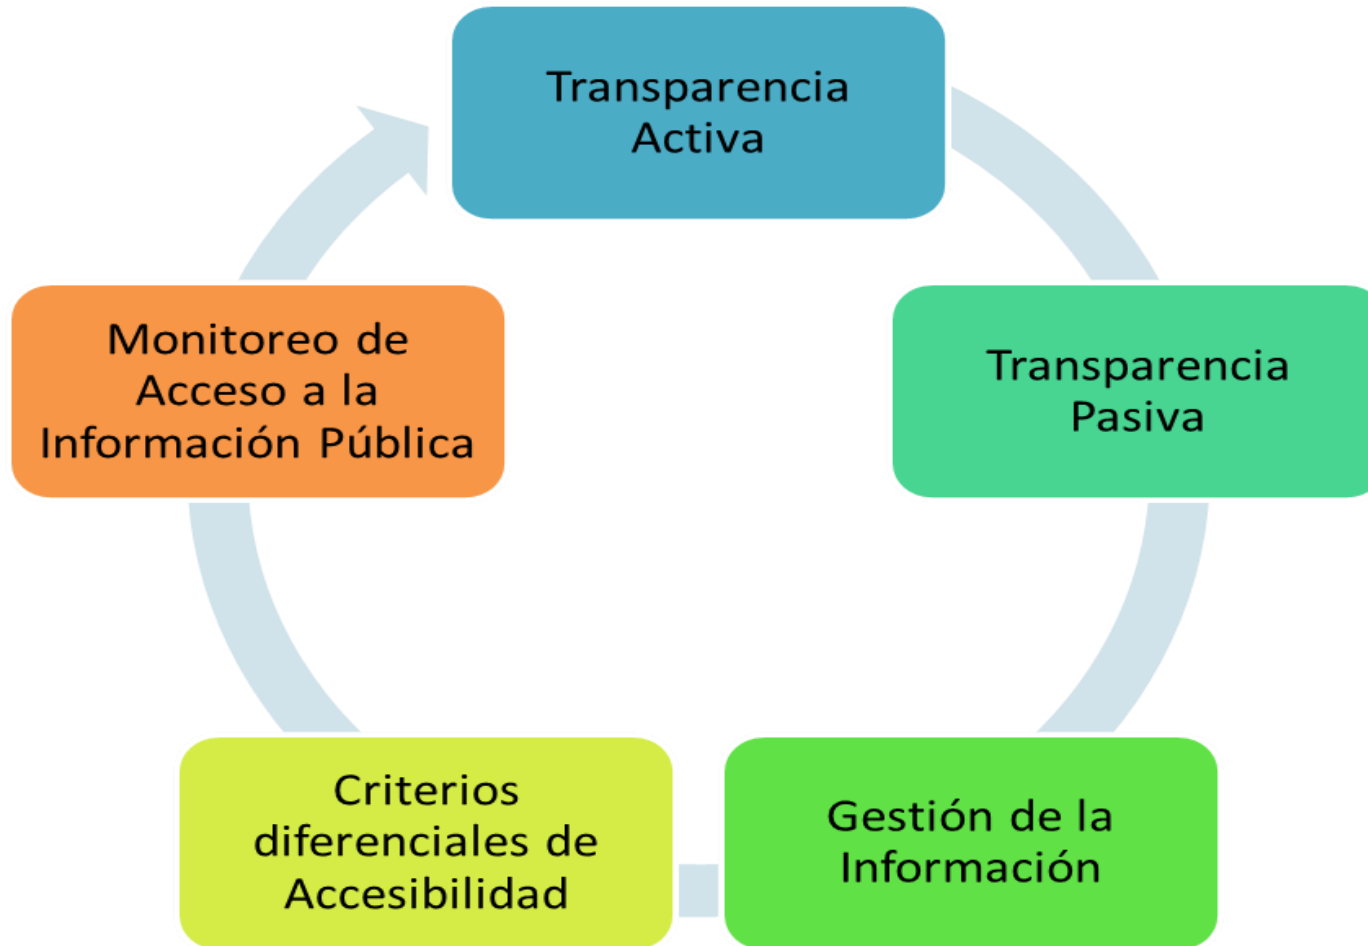 Transparencia
Activa
Transparencia
Pasiva
Gestión de la
Información
Criterios
diferenciales de
Accesibilidad
Monitoreo de
Acceso a la
Información Pública